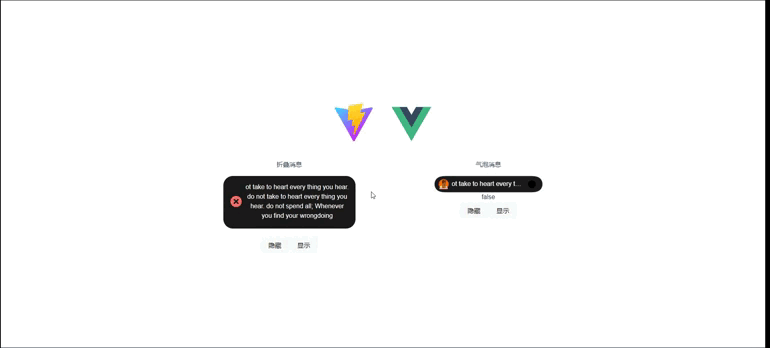 折叠消息
ot take to heart every thing you hear.
do not take to heart every thing you
hear. do not spend all; Whenever
you find your wrongdoing
隐藏 显示
气泡消息
ot take to heart every t...
false
隐藏 显示